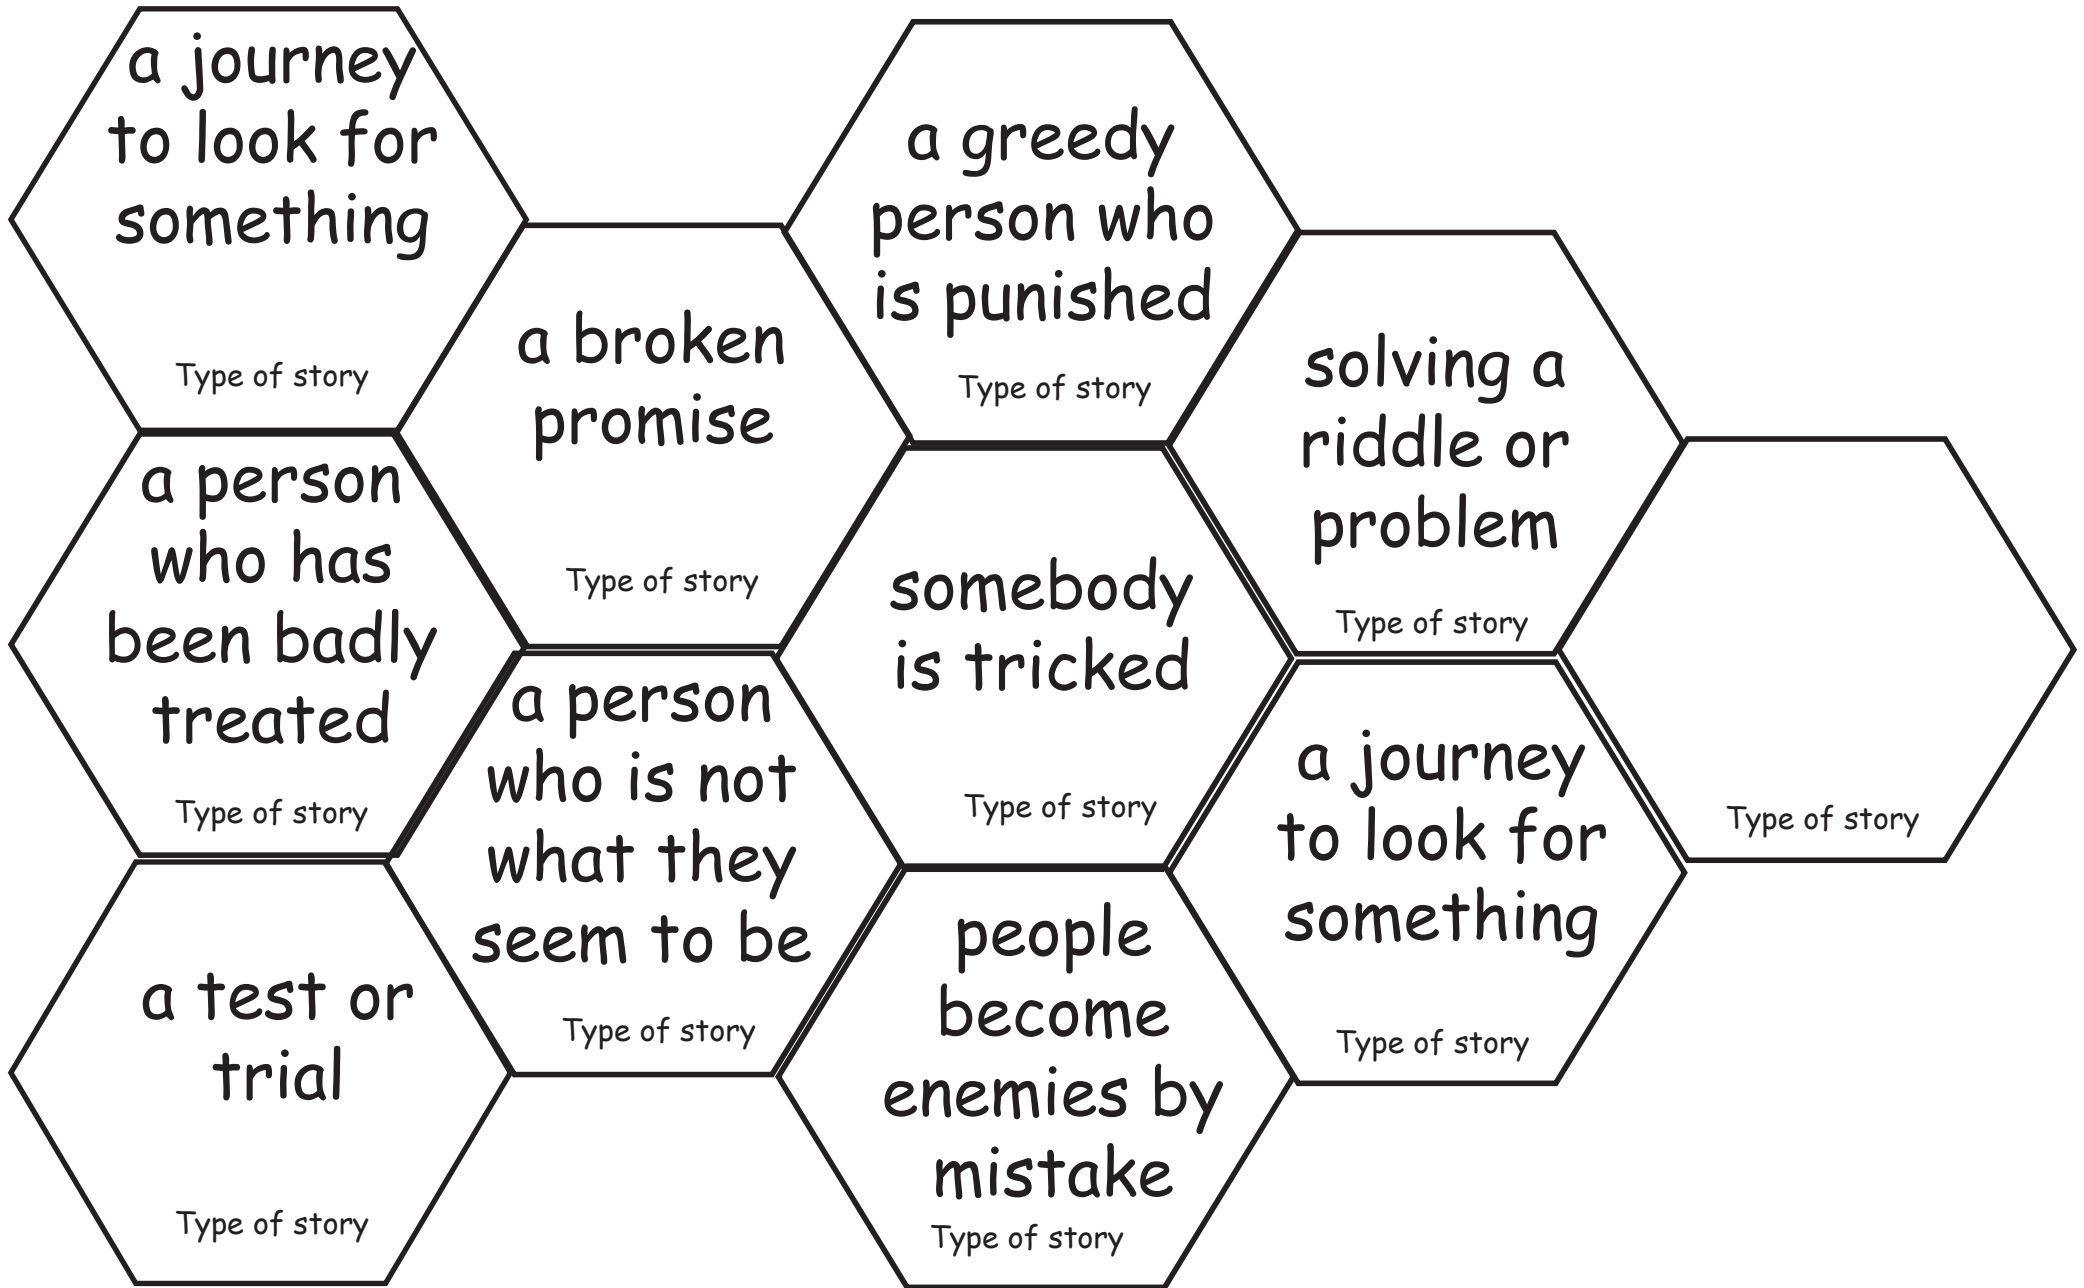 a journey
to look for
something
Type of story
a person
who has
been badly
treated
Type of story
a test or
trial
Type of story
a broken
promise
Type of story
a person
who is not
what they
seem to be
Type of story
a greedy
person who
is punished
Type of story
somebody
is tricked
Type of story
people
become
enemies by
mistake
Type of story
solving a
riddle or
problem
Type of story
a journey
to look for
something
Type of story
Type of story